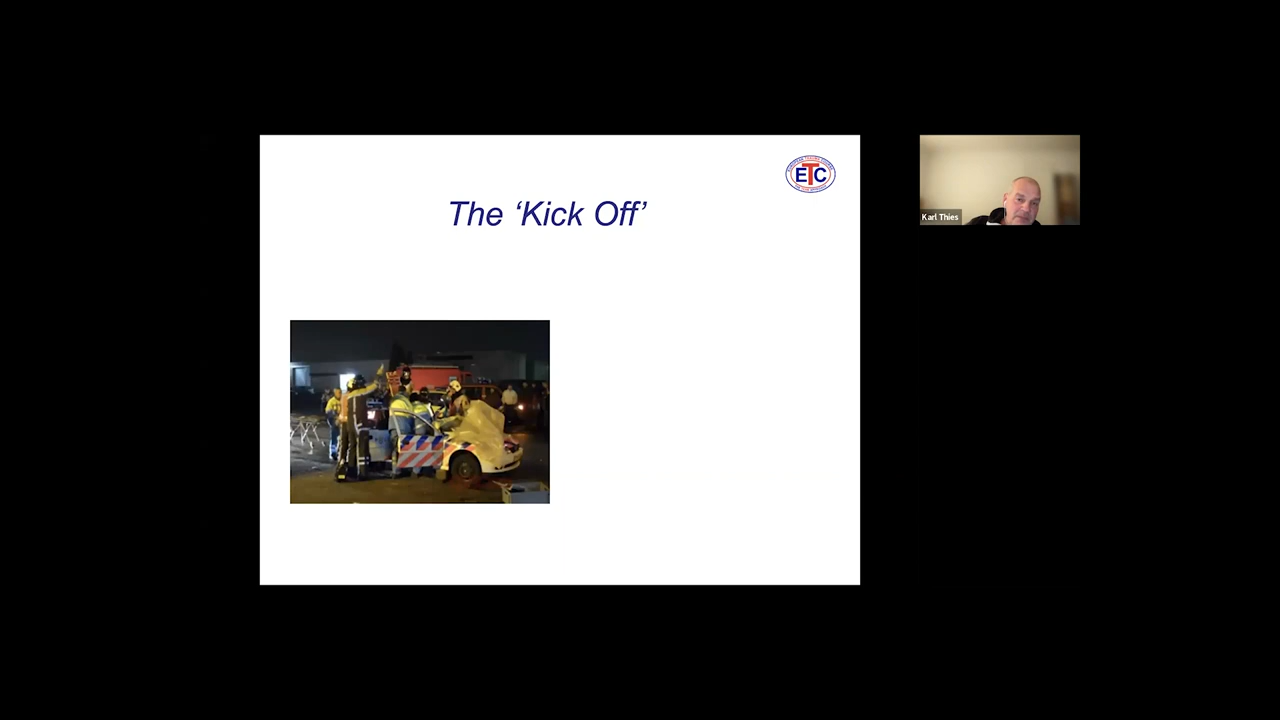 The ‘Kick Off’
ETC
Karl Thies